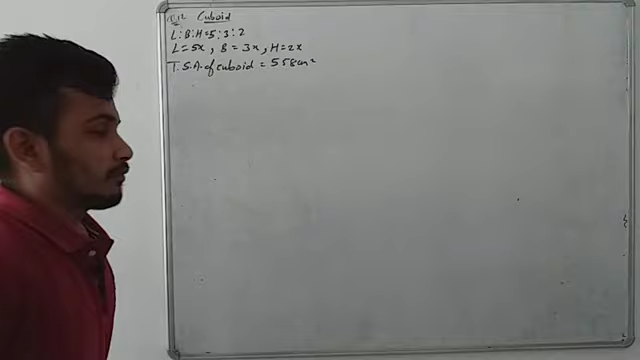 Cuboid
L:B:H=5:3:2
L=5x, B=3x, H=2x
T.S.A. of cuboid = 558cm²